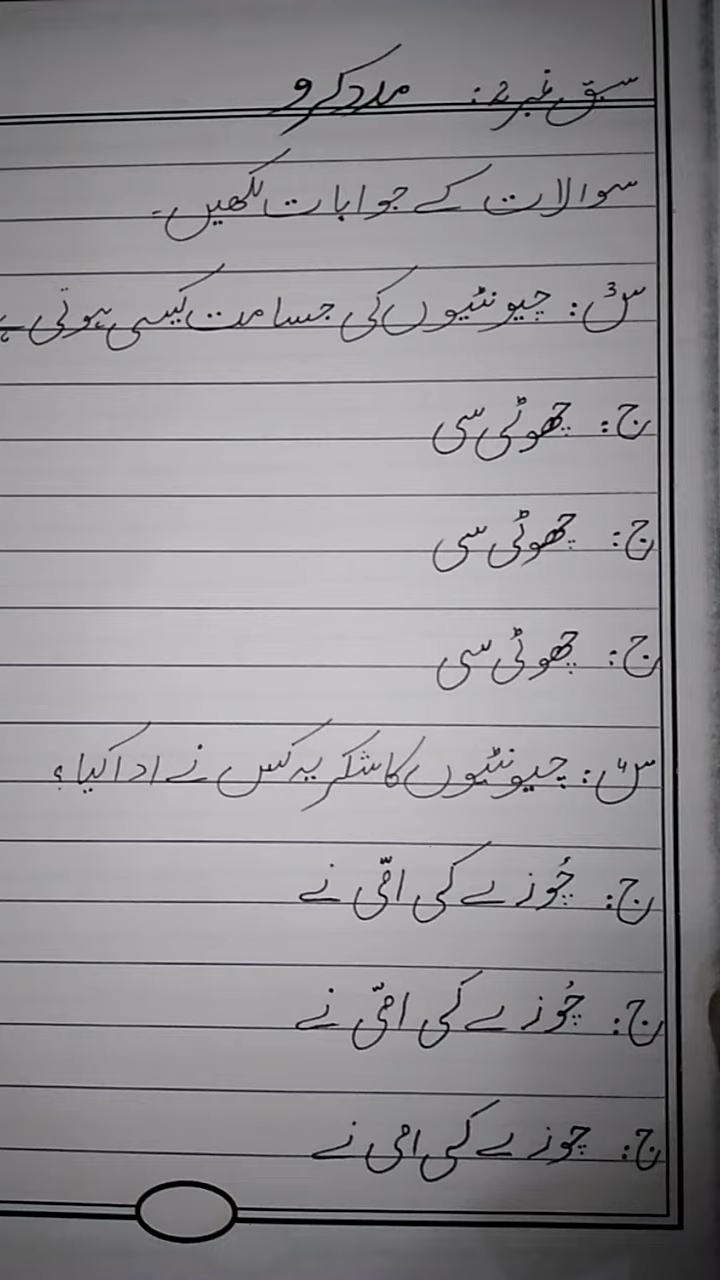 سبق نمبر 2: مدد کرو
سوالات کے جوابات لکھیں۔
س3: چیونٹیوں کی جسامت کیسی ہوتی ہے
ج: چھوٹی سی
ج: چھوٹی سی
ج: چھوٹی سی
س4: چیونٹیوں کا شکریہ کس نے ادا کیا؟
ج: چُوزے کی امّی نے
ج: چُوزے کی امّی نے
ج: چوزے کی امی نے